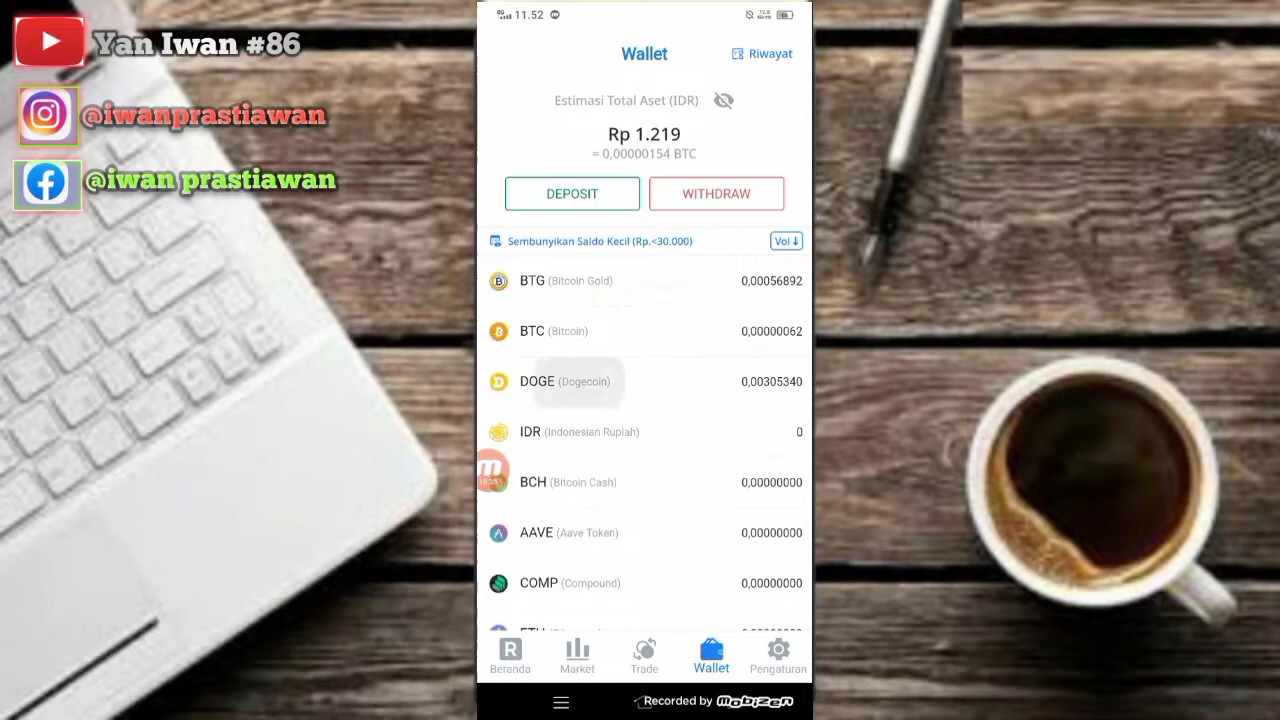 Yan Iwan #86
@iwanprastiawan
@iwan prastiawan
4G 11.52
Wallet
Riwayat
Estimasi Total Aset (IDR)
Rp 1.219
= 0,00000154 BTC
DEPOSIT
WITHDRAW
Sembunyikan Saldo Kecil (Rp.<30.000)
Vol ↓
BTG (Bitcoin Gold)
0,00056892
BTC (Bitcoin)
0,00000062
DOGE (Dogecoin)
0,00305340
IDR (Indonesian Rupiah)
0
BCH (Bitcoin Cash)
0,00000000
AAVE (Aave Token)
0,00000000
COMP (Compound)
0,00000000
Beranda
Market
Trade
Wallet
Pengaturan
Recorded by mobizen